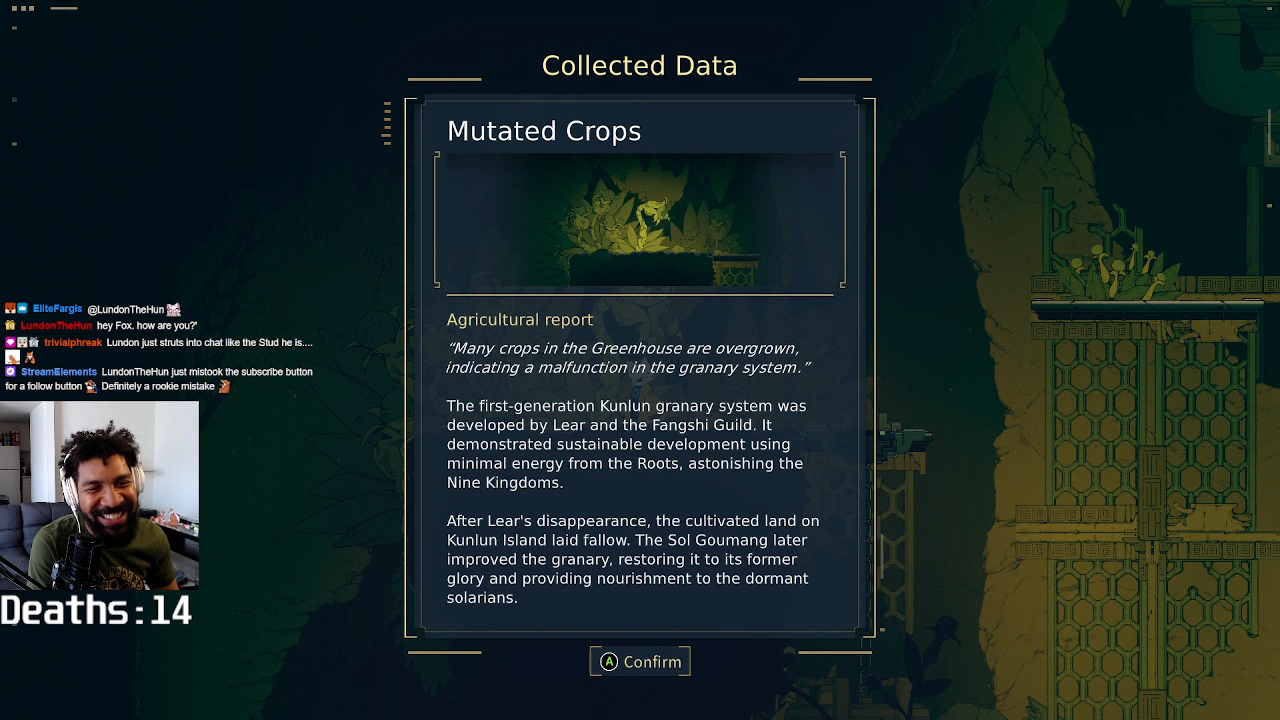 Collected Data
Mutated Crops
Agricultural report
“Many crops in the Greenhouse are overgrown,
indicating a malfunction in the granary system.”
The first-generation Kunlun granary system was
developed by Lear and the Fangshi Guild. It
demonstrated sustainable development using
minimal energy from the Roots, astonishing the
Nine Kingdoms.
After Lear's disappearance, the cultivated land on
Kunlun Island laid fallow. The Sol Goumang later
improved the granary, restoring it to its former
glory and providing nourishment to the dormant
solarians.
A Confirm
EliteFargis @LundonTheHun
LundonTheHun hey Fox. how are you?'
trivialphreak Lundon just struts into chat like the Stud he is....
StreamElements LundonTheHun just mistook the subscribe button
for a follow button Definitely a rookie mistake
Deaths:14